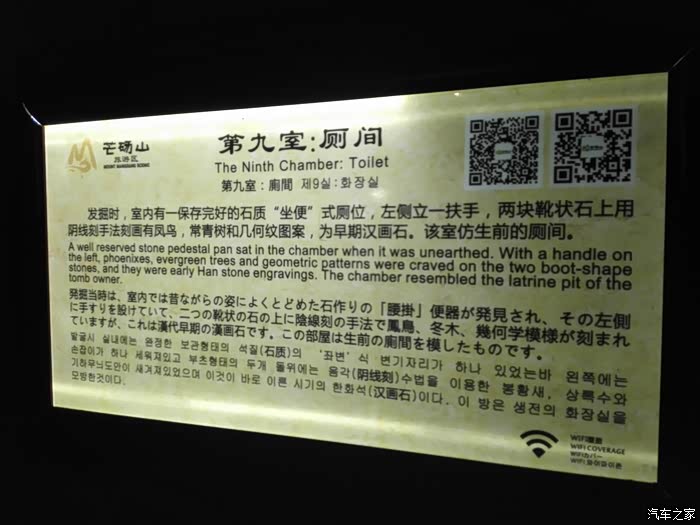 芒砀山
旅游区
MOUNT MANGDANG SCENIC
第九室:厕间
The Ninth Chamber: Toilet
第九室：廁間 제9실:화장실
发掘时，室内有一保存完好的石质“坐便”式厕位，左侧立一扶手，两块靴状石上用
阴线刻手法刻画有凤鸟，常青树和几何纹图案，为早期汉画石。该室仿生前的厕间。
A well reserved stone pedestal pan sat in the chamber when it was unearthed. With a handle on
the left, phoenixes, evergreen trees and geometric patterns were craved on the two boot-shape
stones, and they were early Han stone engravings. The chamber resembled the latrine pit of the
tomb owner.
発掘当時は、室内では昔ながらの姿によくとどめた石作りの「腰掛」便器が発見され、その左側
に手すりを設けていて、二つの靴状の石の上に陰線刻の手法で鳳鳥、冬木、幾何学模様が刻まれ
ていますが、これは漢代早期の漢画石です。この部屋は生前の廁間を模したものです。
발굴시 실내에는 완정한 보관형태의 석질(石质)의 ‘좌변’식 변기자리가 하나 있었는바 왼쪽에는
손잡이가 하나 세워져있고 부츠형태의 두개 돌위에는 음각(阴线刻)수법을 이용한 봉황새, 상록수와
기하무늬도안이 새겨져있었으며 이것이 바로 이른 시기의 한화석(汉画石)이다. 이 방은 생전의 화장실을
모방한것이다.
WIFI覆盖
WIFI COVERAGE
WIFIカバー
WIFI 와이파이존
汽车之家